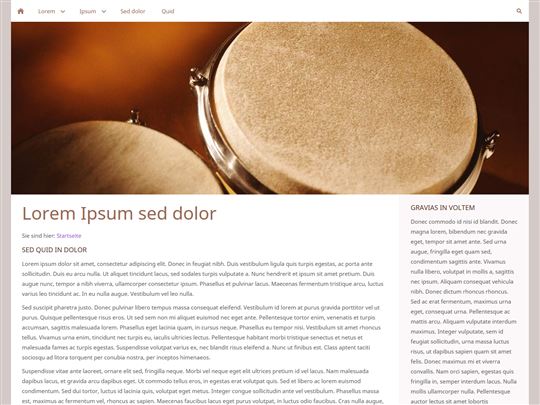 Lorem Ipsum Sed dolor Quid
Lorem Ipsum sed dolor
Sie sind hier: Startseite
SED QUID IN DOLOR
Lorem ipsum dolor sit amet, consectetur adipiscing elit. Donec in feugiat nibh. Duis vestibulum ligula quis turpis egestas, ac porta ante
sollicitudin. Duis eu arcu nulla. Ut aliquet tincidunt lacus, sed sodales turpis vulputate a. Nunc hendrerit et ipsum sit amet pretium. Duis
augue nunc, tempor a nibh viverra, ullamcorper consectetur ipsum. Phasellus et pulvinar lacus. Maecenas fermentum tristique arcu, luctus
varius leo tincidunt ac. In eu nulla augue. Vestibulum vel nulla.
Sed suscipit pharetra justo. Donec pulvinar libero tempus massa consequat eleifend. Vestibulum id lorem at purus gravida porttitor vel ut
purus. Quisque pellentesque risus eros. Ut sed sem non mi aliquet euismod nec eget ante. Pellentesque tortor enim, venenatis et turpis
accumsan, sagittis malesuada lorem. Phasellus eget lacinia quam, in cursus neque. Phasellus eu tempor nisi. Vestibulum sit amet rhoncus
tellus. Vivamus urna enim, tincidunt nec turpis eu, iaculis ultricies lectus. Pellentesque habitant morbi tristique senectus et netus et
malesuada fames ac turpis egestas. Suspendisse volutpat varius ex, nec blandit risus eleifend a. Nunc ut finibus est. Class aptent taciti
sociosqu ad litora torquent per conubia nostra, per inceptos himenaeos.
Suspendisse vitae ante laoreet, ornare elit sed, fringilla neque. Morbi vel neque eget elit ultrices pretium id vel lacus. Nam malesuada
dapibus lacus, et gravida arcu dapibus eget. Ut commodo tellus eros, in egestas erat volutpat quis. Sed et libero ac lorem euismod
condimentum. Sed dui tortor, luctus id lacinia quis, volutpat eget metus. Integer congue sollicitudin ante vel vestibulum. Phasellus massa,
est maximus ac fermentum vel, rhoncus ac sapien. Maecenas faucibus lacus eget purus volutpat, in luctus odio faucibus. Cras nulla augue,
GRAVIAS IN VOLTEM
Donec commodo id nisi id blandit. Donec
magna lorem, bibendum nec gravida
eget, tempor sit amet ante. Sed urna
augue, fringilla eget quam sed,
condimentum sagittis ante. Vivamus
nulla libero, volutpat in mollis a, sagittis
nec ipsum. Aliquam consequat vehicula
nibh. Donec dictum rhoncus rhoncus.
Sed ac erat fermentum, maximus urna
eget, consequat urna. Pellentesque ac
mattis arcu. Aliquam vulputate interdum
maximus. Integer vulputate, sem id
feugiat sollicitudin, urna massa luctus
risus, ut dapibus sapien quam sit amet
felis. Donec maximus mi et viverra
convallis. Nam orci sapien, egestas quis
fringilla in, semper interdum lacus. Nulla
mollis ullamcorper nulla. Pellentesque
auctor lectus sit amet lobortis